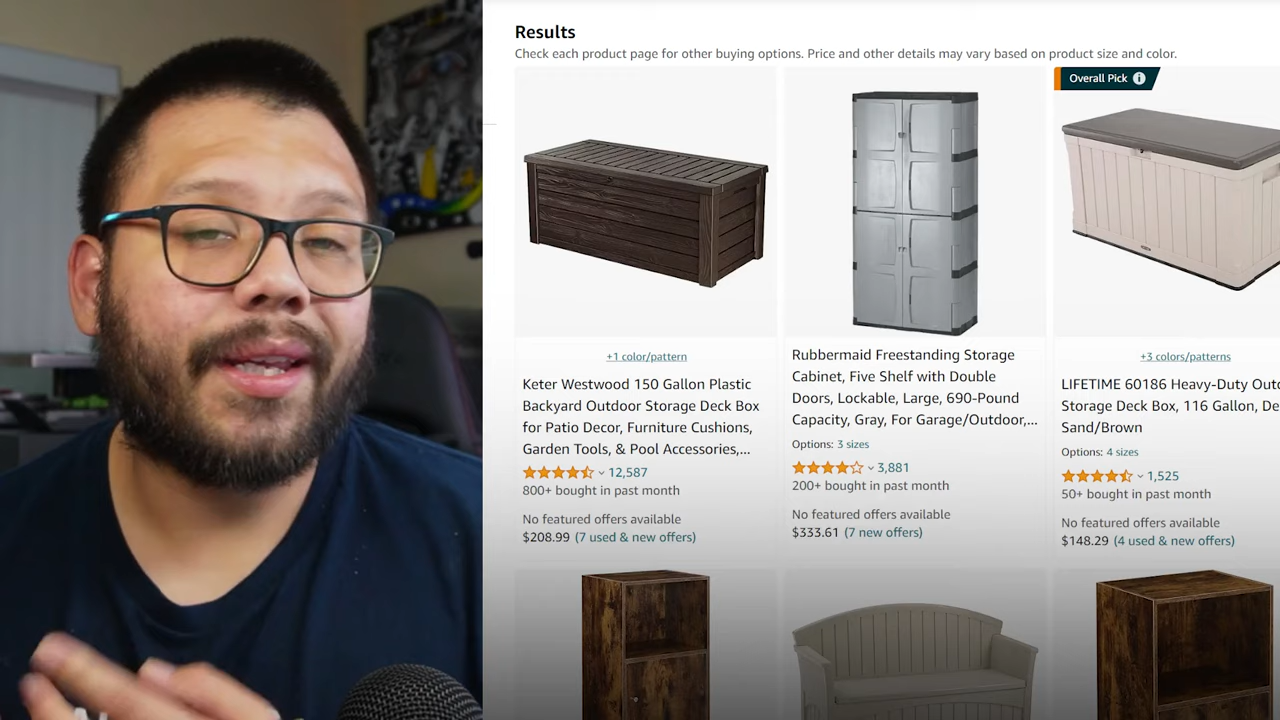 Results
Check each product page for other buying options. Price and other details may vary based on product size and color.
Overall Pick
+1 color/pattern
Keter Westwood 150 Gallon Plastic
Backyard Outdoor Storage Deck Box
for Patio Decor, Furniture Cushions,
Garden Tools, & Pool Accessories,...
12,587
800+ bought in past month
No featured offers available
$208.99 (7 used & new offers)
Rubbermaid Freestanding Storage
Cabinet, Five Shelf with Double
Doors, Lockable, Large, 690-Pound
Capacity, Gray, For Garage/Outdoor,...
Options: 3 sizes
3,881
200+ bought in past month
No featured offers available
$333.61 (7 new offers)
+3 colors/patterns
LIFETIME 60186 Heavy-Duty Outd
Storage Deck Box, 116 Gallon, De
Sand/Brown
Options: 4 sizes
1,525
50+ bought in past month
No featured offers available
$148.29 (4 used & new offers)